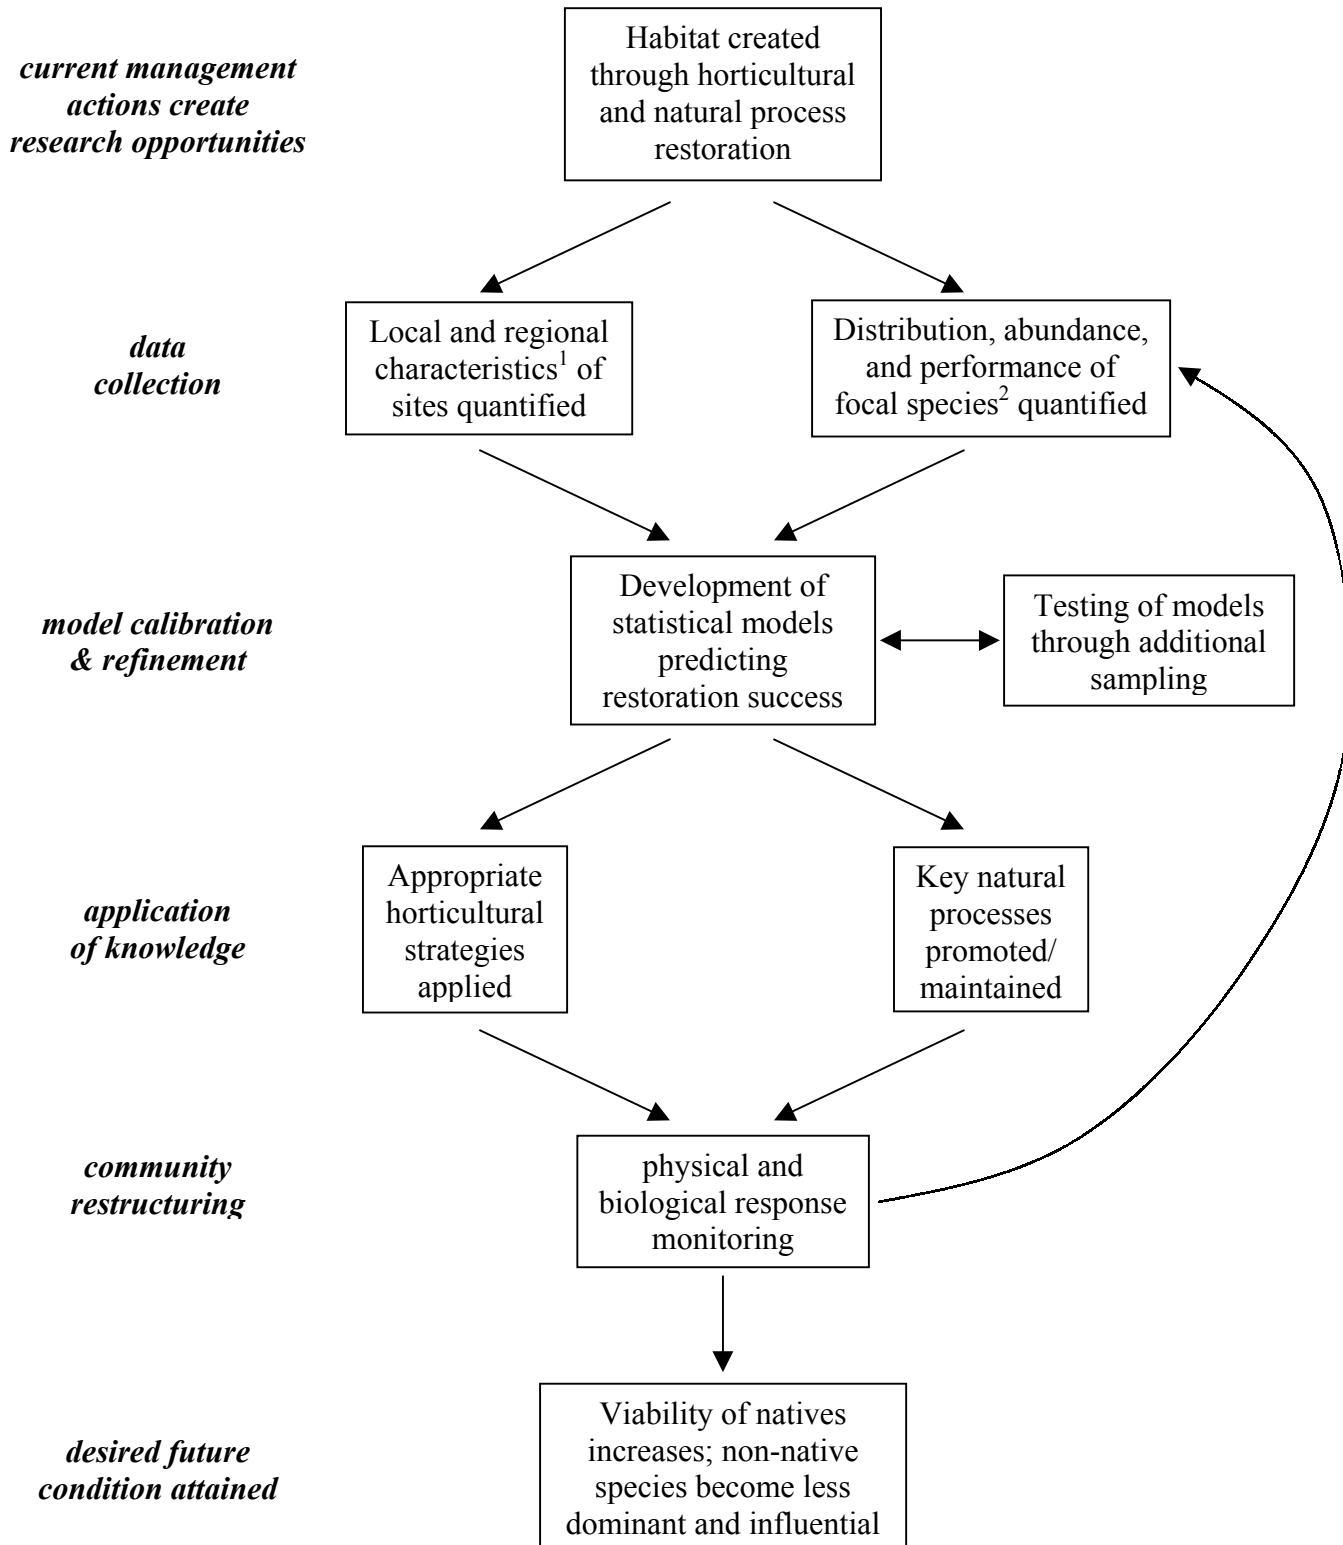 current management
actions create
research opportunities
Habitat created
through horticultural
and natural process
restoration
data
collection
Local and regional
characteristics¹ of
sites quantified
Distribution, abundance,
and performance of
focal species² quantified
model calibration
& refinement
Development of
statistical models
predicting
restoration success
Testing of models
through additional
sampling
application
of knowledge
Appropriate
horticultural
strategies
applied
Key natural
processes
promoted/
maintained
community
restructuring
physical and
biological response
monitoring
desired future
condition attained
Viability of natives
increases; non-native
species become less
dominant and influential